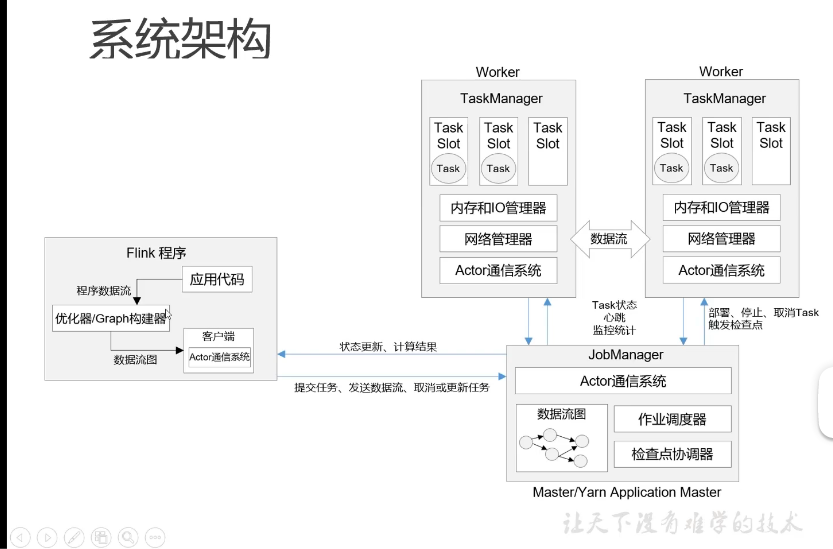 系统架构
Worker
TaskManager
Task
Slot
Task
Task
Slot
Task
Task
Slot
内存和IO管理器
网络管理器
Actor通信系统
数据流
Worker
TaskManager
Task
Slot
Task
Task
Slot
Task
Task
Slot
内存和IO管理器
网络管理器
Actor通信系统
Flink 程序
应用代码
程序数据流
优化器/Graph构建器
客户端
Actor通信系统
数据流图
Task状态
心跳
监控统计
部署、停止、取消Task
触发检查点
状态更新、计算结果
提交任务、发送数据流、取消或更新任务
JobManager
Actor通信系统
数据流图
作业调度器
检查点协调器
Master/Yarn Application Master
让天下没有难学的技术